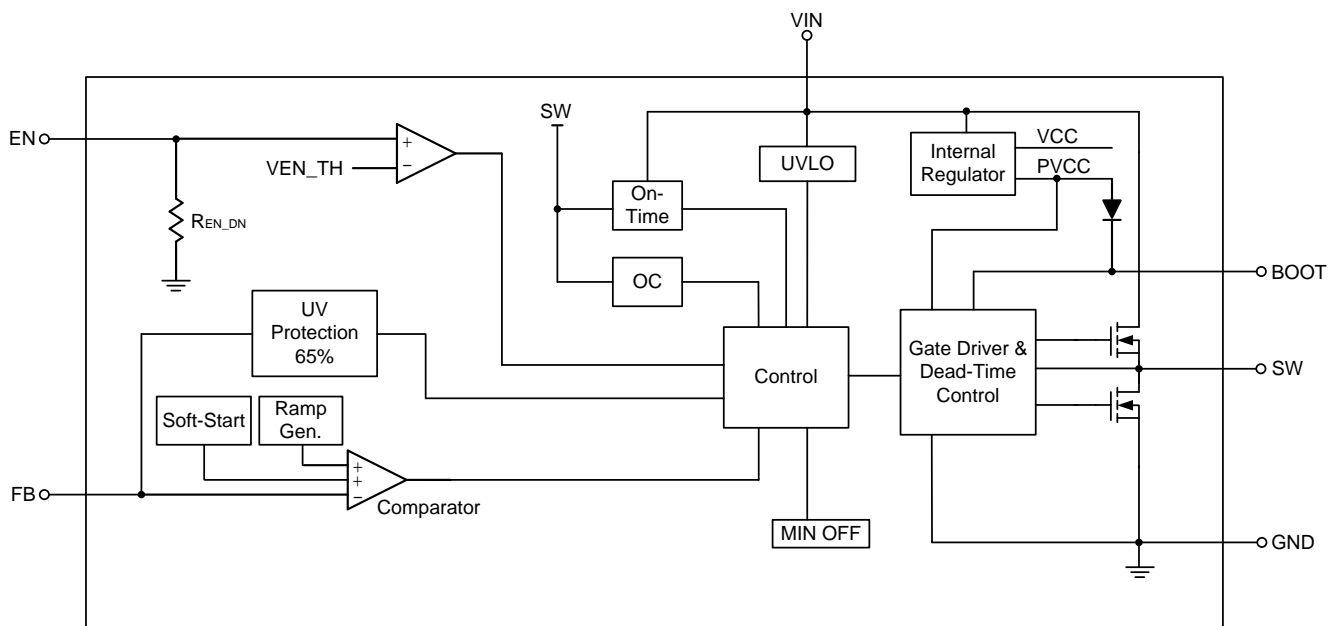 VIN
EN
SW
VEN_TH
REN_DN
UVLO
Internal
Regulator
VCC
PVCC
On-
Time
OC
BOOT
UV
Protection
65%
Control
Gate Driver &
Dead-Time
Control
SW
Soft-Start
Ramp
Gen.
FB
Comparator
MIN OFF
GND
+
−
+
+
−